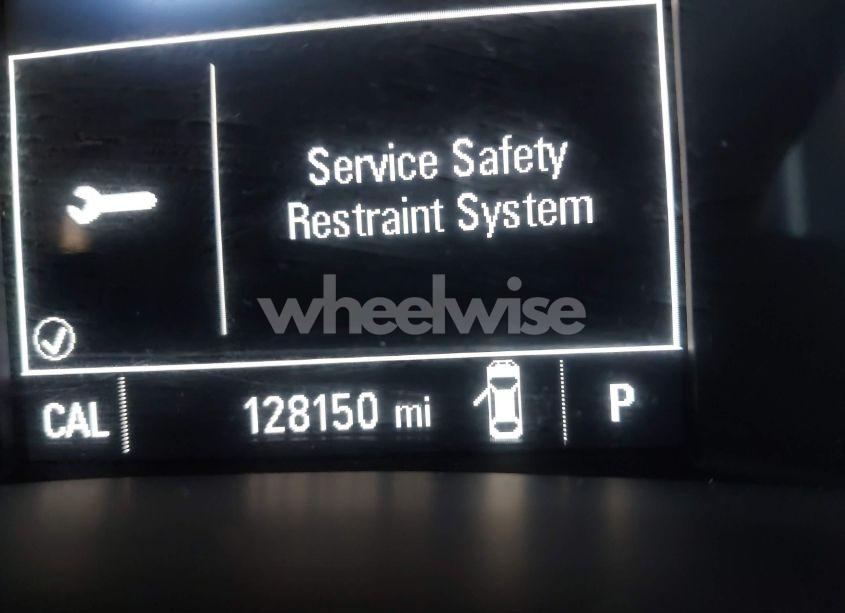 Service Safety
Restraint System
wheelwise
CAL 128150 mi P